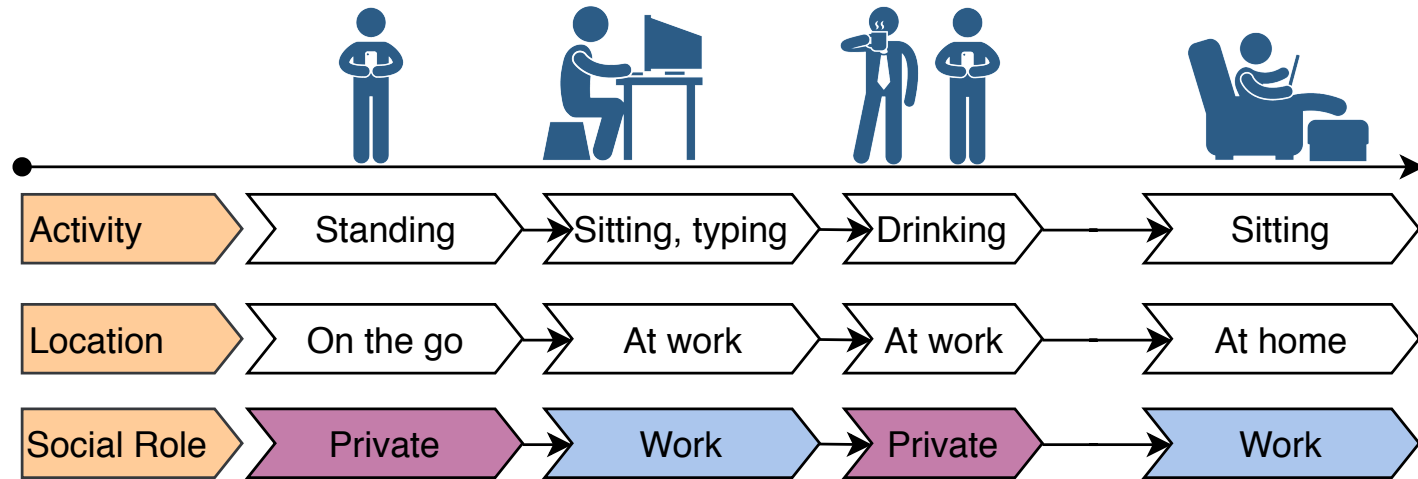 Activity Standing Sitting, typing Drinking Sitting
Location On the go At work At work At home
Social Role Private Work Private Work